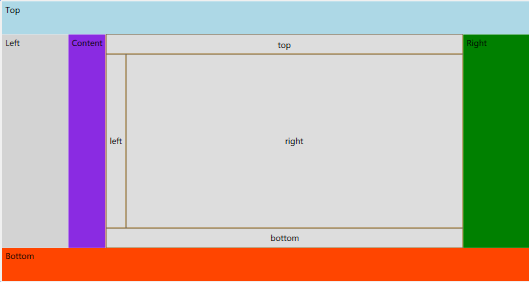 Top
Left
Content
top
Right
left
right
bottom
Bottom